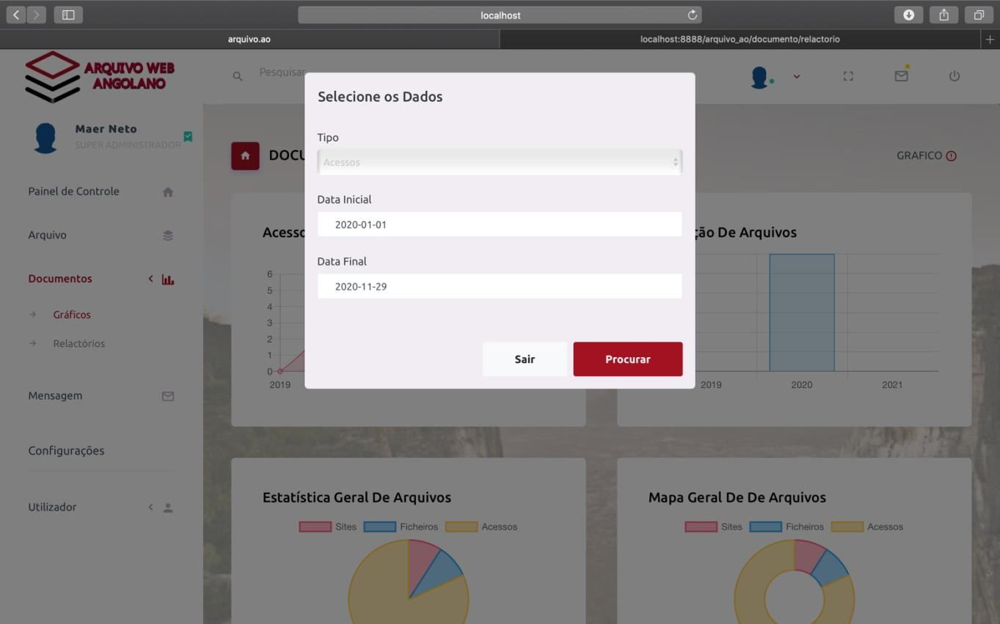 localhost
arquivo.ao
localhost:8888/arquivo_ao/documento/relactorio
ARQUIVO WEB
ANGOLANO
Pesquisar
Maer Neto
SUPER ADMINISTRADOR
Painel de Controle
Arquivo
Documentos
Gráficos
Relactórios
Mensagem
Configurações
Utilizador
GRAFICO
Selecione os Dados
Tipo
Acessos
Data Inicial
2020-01-01
Data Final
2020-11-29
Sair
Procurar
De Arquivos
6
5
4
3
2
1
0
2019
2019
2020
2021
Estatística Geral De Arquivos
Sites
Ficheiros
Acessos
Mapa Geral De De Arquivos
Sites
Ficheiros
Acessos